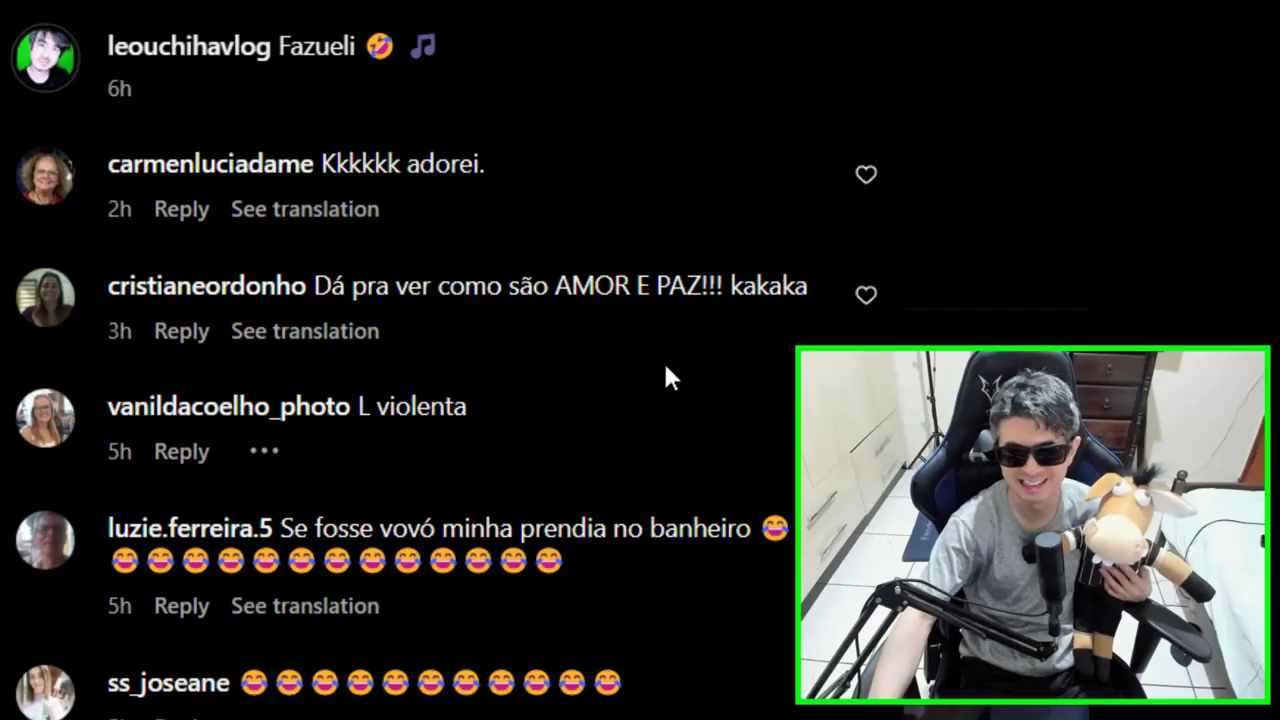 leouchihavlog Fazueli 🤣 🎵
6h
carmenluciadame Kkkkkk adorei.
2h Reply See translation
cristianeordonho Dá pra ver como são AMOR E PAZ!!! kakaka
3h Reply See translation
vanildacoelho_photo L violenta
5h Reply •••
luzie.ferreira.5 Se fosse vovó minha prendia no banheiro 😂
😂😂😂😂😂😂😂😂😂😂😂😂😂
5h Reply See translation
ss_joseane 😂😂😂😂😂😂😂😂😂😂😂